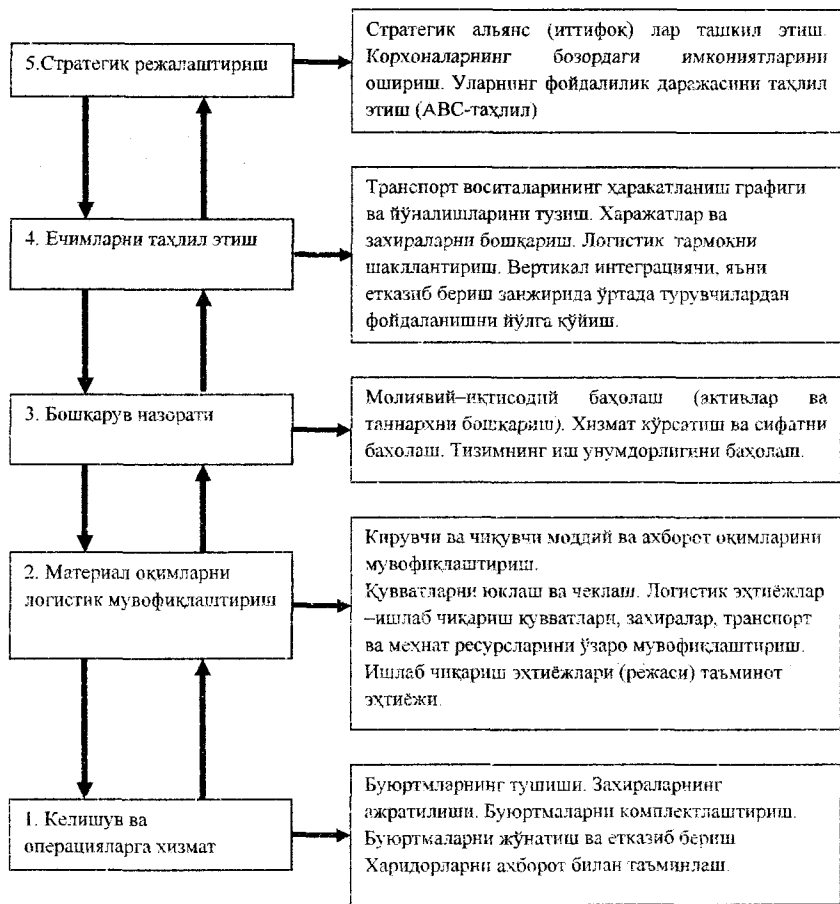 5.Стратегик режалаштириш
Стратегик альянс (иттифоқ) лар ташкил этиш.
Корхоналарнинг бозордаги имкониятларини
ошириш. Уларнинг фойдалилик даражасини таҳлил
этиш (АВС-таҳлил)
4. Ечимларни таҳлил этиш
Транспорт воситаларининг ҳаракатланиш графиги
ва йўналишларини тузиш. Харажатлар ва
захираларни бошқариш. Логистик тармоқни
шакллантириш. Вертикал интеграциячи, яъни
етказиб бериш занжирида ўртада турувчилардан
фойдаланишни йўлга қўйиш.
3. Бошқарув назорати
Молиявий–иқтисодий баҳолаш (активлар ва
таннархни бошқариш). Хизмат кўрсатиш ва сифатни
баҳолаш. Тизимнинг иш унумдорлигини баҳолаш.
2. Материал оқимларни
логистик мувофиқлаштириш
Кирувчи ва чиқувчи моддий ва ахборот оқимларини
мувофиқлаштириш.
Қувватларни юклаш ва чеклаш. Логистик эҳтиёжлар
–ишлаб чиқариш қувватлари, захиралар, транспорт
ва меҳнат ресурсларини ўзаро мувофиқлаштириш.
Ишлаб чиқариш эҳтиёжлари (режаси) таъминот
эҳтиёжи.
1. Келишув ва
операцияларга хизмат
Буюртмларнинг тушиши. Захираларнинг
ажратилиши. Буюртмаларни комплектлаштириш.
Буюртмаларни жўнатиш ва етказиб бериш
Харидорларни ахборот билан таъминлаш.